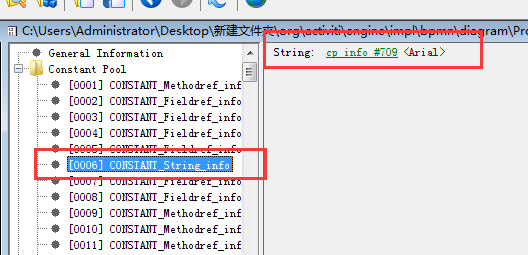 C:\Users\Administrator\Desktop\新建文件夹\org\activiti\engine\impl\bpmn\diagram\Pro
General Information
Constant Pool
[0001] CONSTANT_Methodref_inf
[0002] CONSTANT_Fieldref_info
[0003] CONSTANT_Fieldref_info
[0004] CONSTANT_Fieldref_info
[0005] CONSTANT_Fieldref_info
[0006] CONSTANT_String_info
[0007] CONSTANT_Fieldref_info
[0008] CONSTANT_Fieldref_info
[0009] CONSTANT_Methodref_inf
[0010] CONSTANT_Methodref_inf
[0011] CONSTANT_Methodref_inf
String: cp info #709 <Arial>